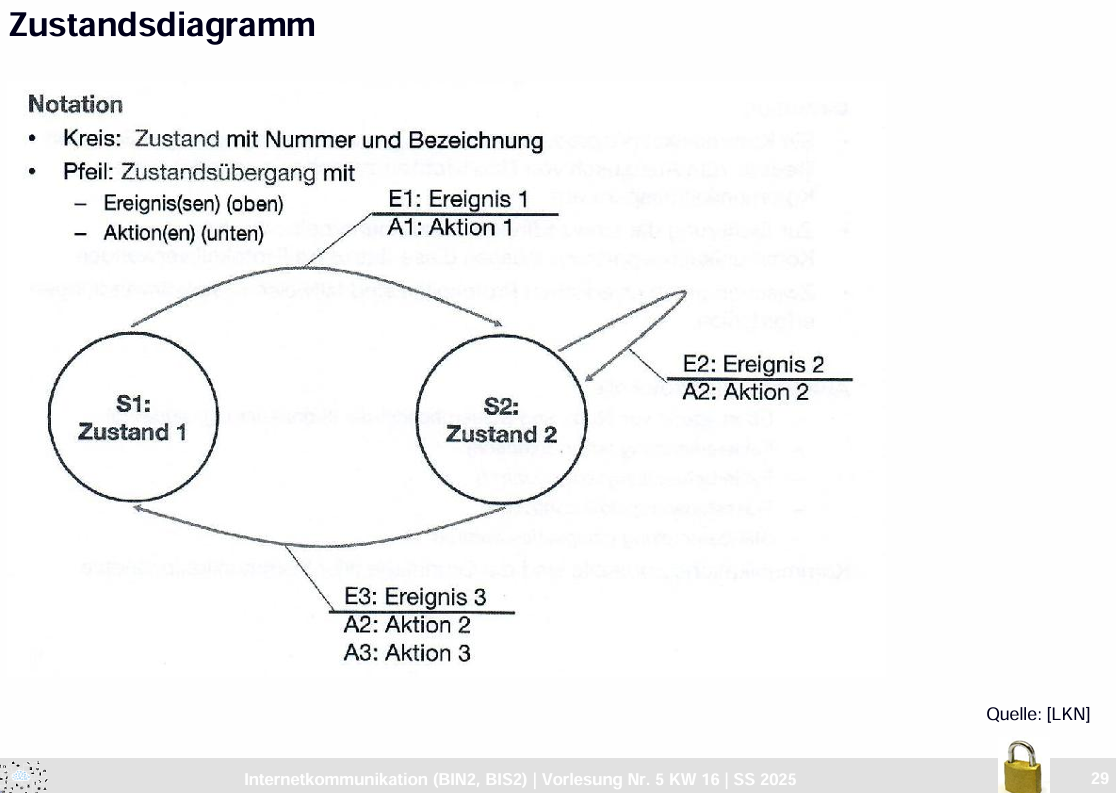 Zustandsdiagramm
Notation
• Kreis: Zustand mit Nummer und Bezeichnung
• Pfeil: Zustandsübergang mit
– Ereignis(sen) (oben)
– Aktion(en) (unten)
E1: Ereignis 1
A1: Aktion 1
E2: Ereignis 2
A2: Aktion 2
S1:
Zustand 1
S2:
Zustand 2
E3: Ereignis 3
A2: Aktion 2
A3: Aktion 3
Quelle: [LKN]
Internetkommunikation (BIN2, BIS2) | Vorlesung Nr. 5 KW 16 | SS 2025
29